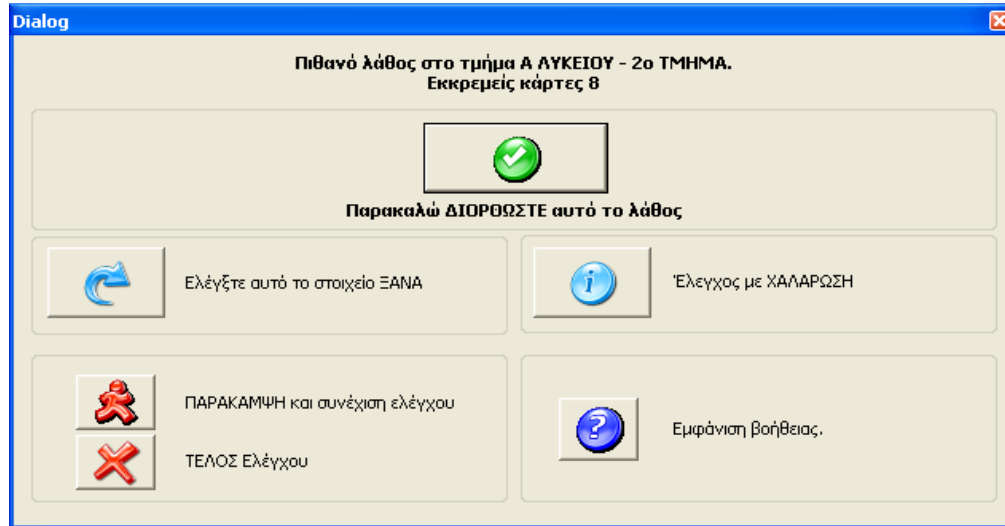 Dialog
Πιθανό λάθος στο τμήμα Α ΛΥΚΕΙΟΥ - 2ο ΤΜΗΜΑ.
Εκκρεμείς κάρτες 8
Παρακαλώ ΔΙΟΡΘΩΣΤΕ αυτό το λάθος
Ελέγξτε αυτό το στοιχείο ΞΑΝΑ
Έλεγχος με ΧΑΛΑΡΩΣΗ
ΠΑΡΑΚΑΜΨΗ και συνέχιση ελέγχου
ΤΕΛΟΣ Ελέγχου
Εμφάνιση βοήθειας.